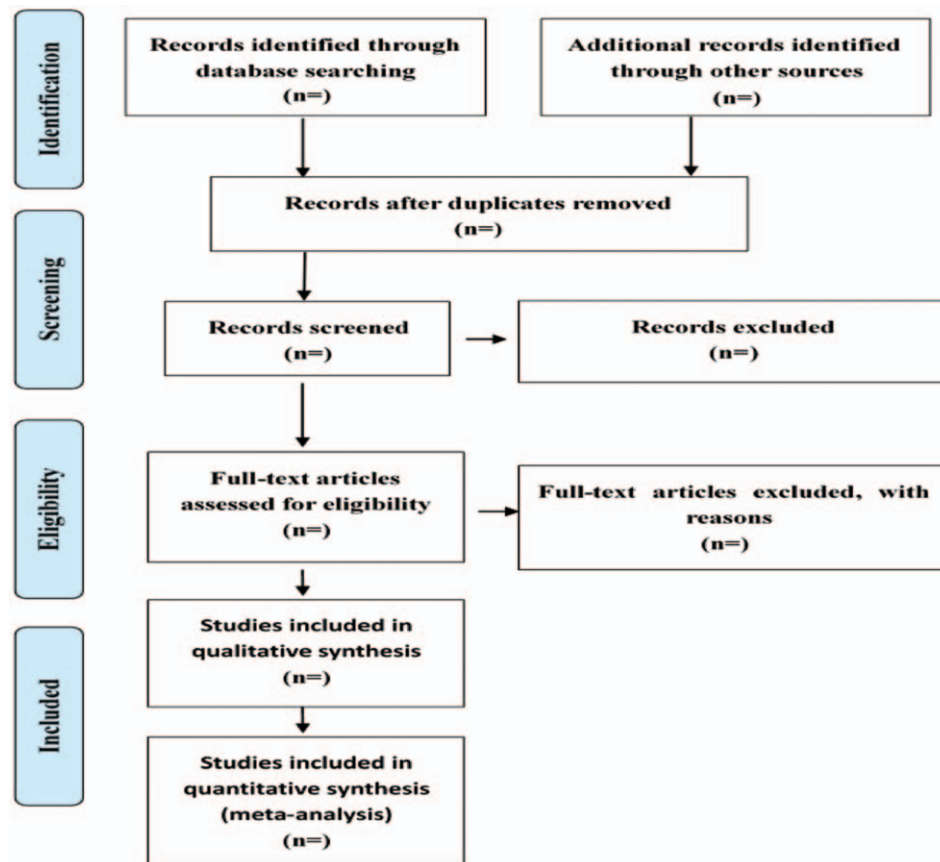 Identification
Records identified through
database searching
(n=)
Additional records identified
through other sources
(n=)
Records after duplicates removed
(n=)
Screening
Records screened
(n=)
Records excluded
(n=)
Eligibility
Full-text articles
assessed for eligibility
(n=)
Full-text articles excluded, with
reasons
(n=)
Included
Studies included in
qualitative synthesis
(n=)
Studies included in
quantitative synthesis
(meta-analysis)
(n=)